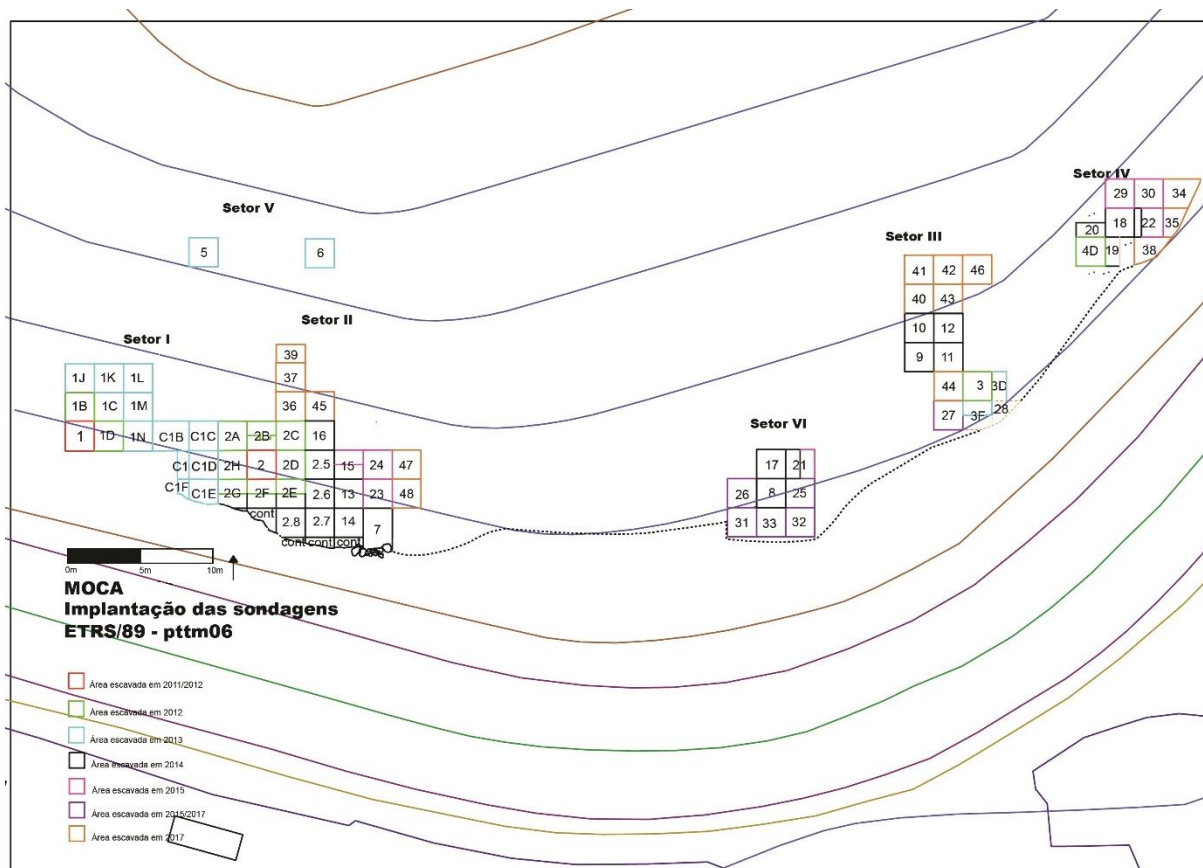 Setor IV
29 30 34
18 22 35
20
4D 19 38
Setor V
5 6
Setor III
41 42 46
40 43
10 12
9 11
44 3 3D
27 3F 28
Setor II
39
37
36 45
Setor I
1J 1K 1L
1B 1C 1M
1 1D 1N C1B C1C 2A 2B 2C 16
C1 C1D 2H 2 2D 2.5 15 24 47
C1F C1E 2G 2F 2E 2.6 13 23 48
cont 2.8 2.7 14 7
cont cont cont
Setor VI
17 21
26 8 25
31 33 32
0m 5m 10m
MOCA
Implantação das sondagens
ETRS/89 - pttm06
Área escavada em 2011/2012
Área escavada em 2012
Área escavada em 2013
Área escavada em 2014
Área escavada em 2015
Área escavada em 2015/2017
Área escavada em 2017